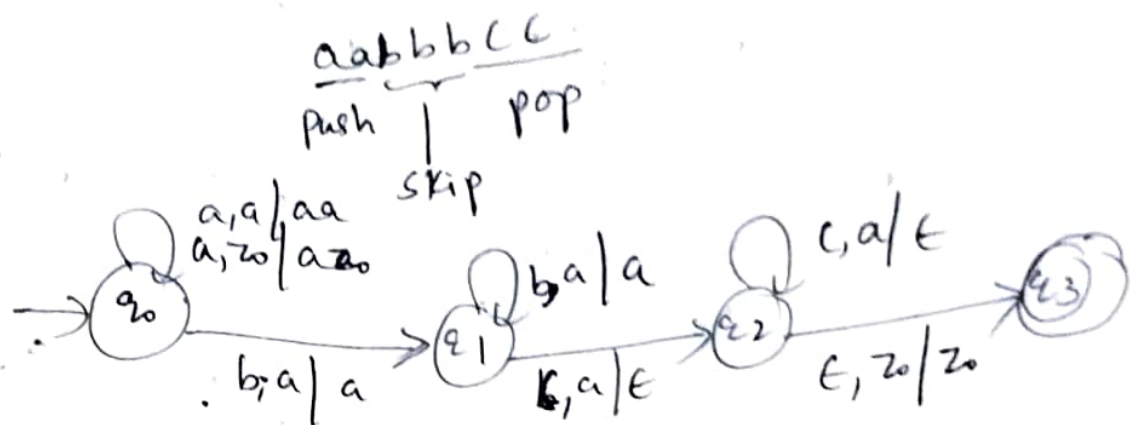 aabbbcc
push pop
skip
a,a/aa
a,z0/az0
b,a/a
c,a/ε
q0 q1 q2 q3
b,a/a
,a/ε
ε,z0/z0